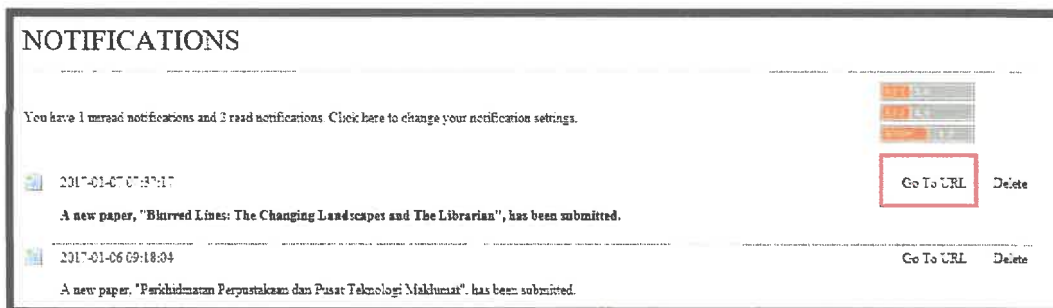 NOTIFICATIONS
You have 1 unread notifications and 2 read notifications. Click here to change your notification settings.
2017-01-07 Go To URL Delete
A new paper, "Blurred Lines: The Changing Landscapes and The Librarian", has been submitted.
2017-01-06 09:18:04 Go To URL Delete
A new paper, "Perkhidmatan Perpustakaan dan Pusat Teknologi Maklumat", has been submitted.